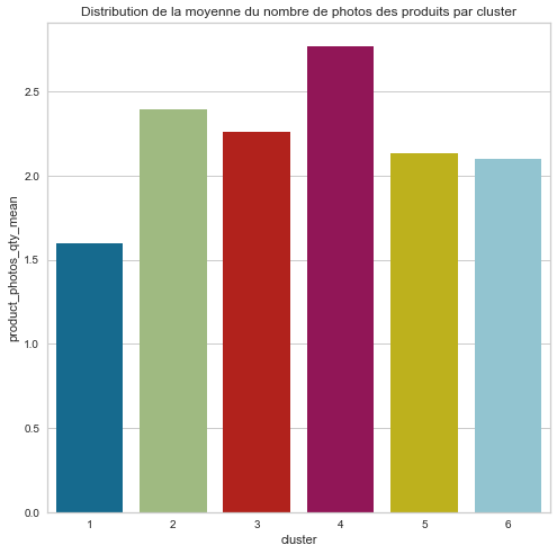 Distribution de la moyenne du nombre de photos des produits par cluster
product_photos_qty_mean
2.5
2.0
1.5
1.0
0.5
0.0
1 2 3 4 5 6
cluster